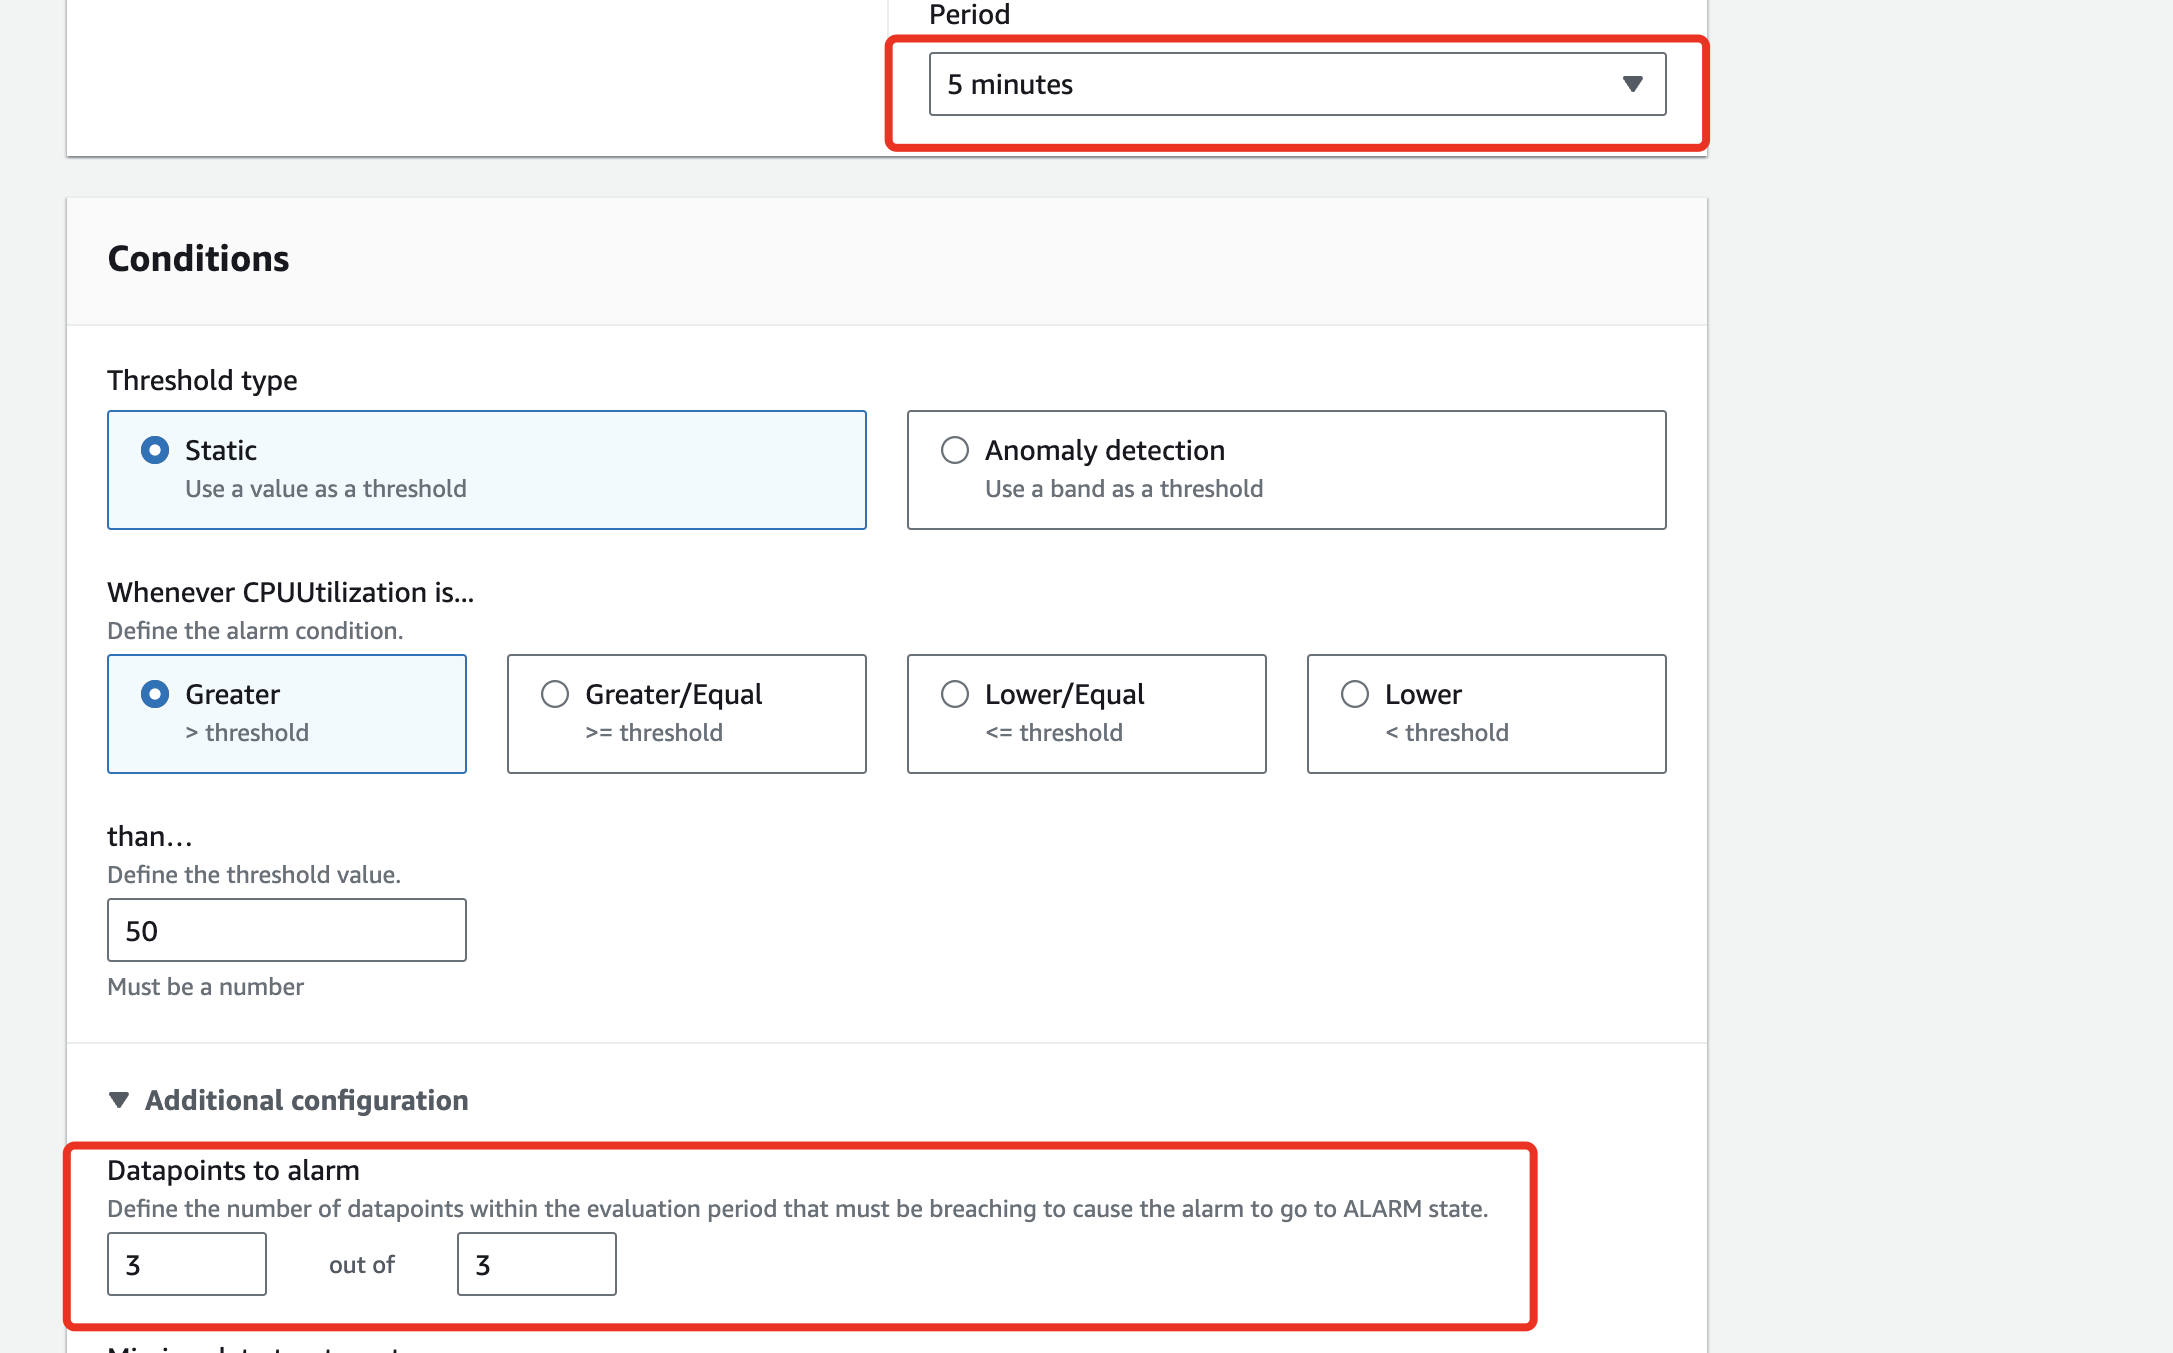 Period
5 minutes
Conditions
Threshold type
Static
Use a value as a threshold
Anomaly detection
Use a band as a threshold
Whenever CPUUtilization is...
Define the alarm condition.
Greater
> threshold
Greater/Equal
>= threshold
Lower/Equal
<= threshold
Lower
< threshold
than…
Define the threshold value.
50
Must be a number
Additional configuration
Datapoints to alarm
Define the number of datapoints within the evaluation period that must be breaching to cause the alarm to go to ALARM state.
3 out of 3